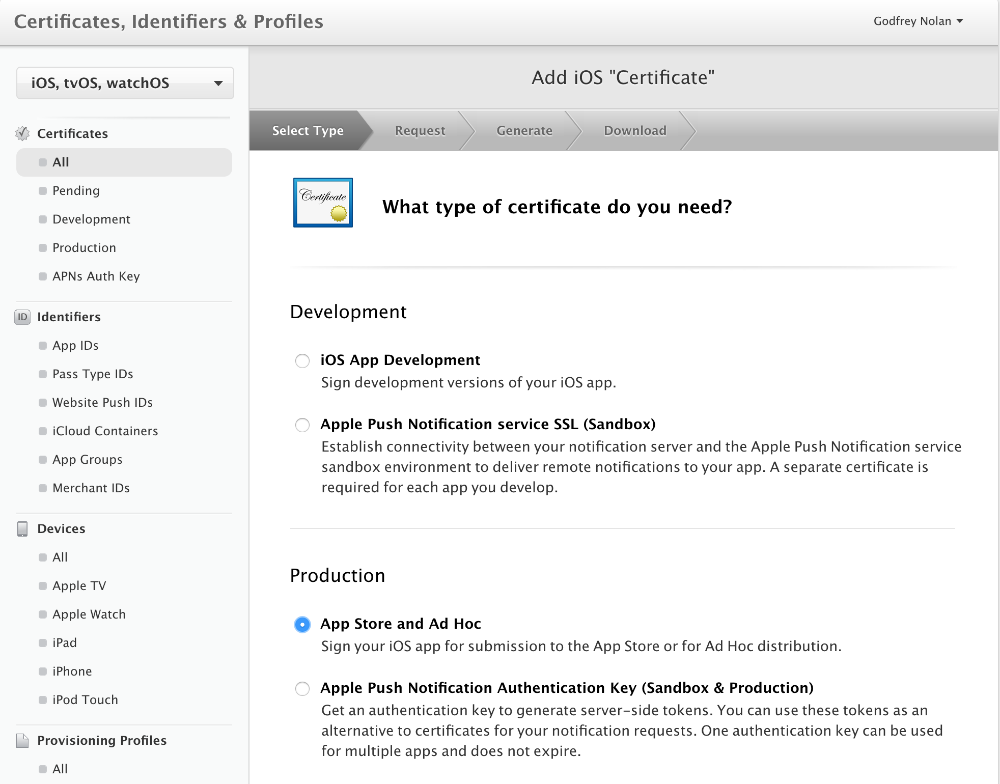 Certificates, Identifiers & Profiles
Godfrey Nolan
iOS, tvOS, watchOS
Certificates
All
Pending
Development
Production
APNs Auth Key
ID
Identifiers
App IDs
Pass Type IDs
Website Push IDs
iCloud Containers
App Groups
Merchant IDs
Devices
All
Apple TV
Apple Watch
iPad
iPhone
iPod Touch
Provisioning Profiles
All
Add iOS "Certificate"
Select Type
Request
Generate
Download
Certificate
What type of certificate do you need?
Development
iOS App Development
Sign development versions of your iOS app.
Apple Push Notification service SSL (Sandbox)
Establish connectivity between your notification server and the Apple Push Notification service
sandbox environment to deliver remote notifications to your app. A separate certificate is
required for each app you develop.
Production
App Store and Ad Hoc
Sign your iOS app for submission to the App Store or for Ad Hoc distribution.
Apple Push Notification Authentication Key (Sandbox & Production)
Get an authentication key to generate server-side tokens. You can use these tokens as an
alternative to certificates for your notification requests. One authentication key can be used
for multiple apps and does not expire.